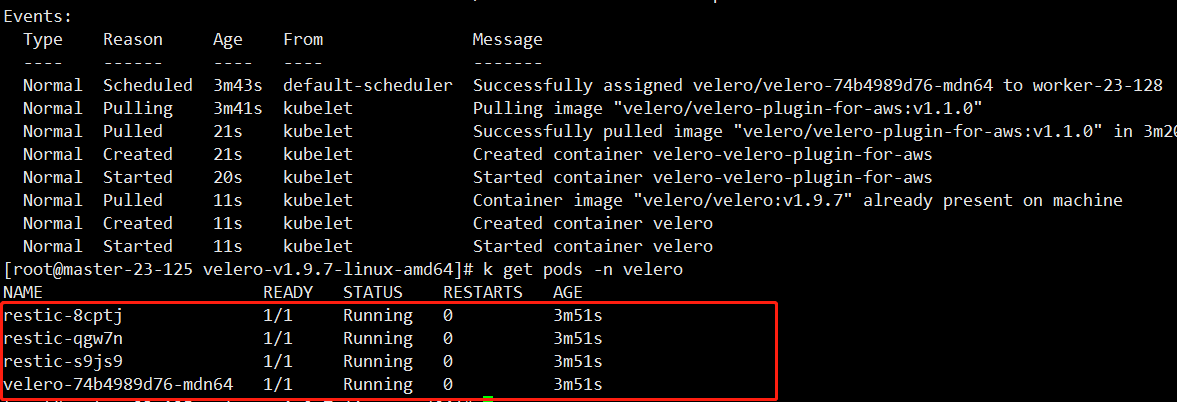 Events:
Type Reason Age From Message
---- ------ ---- ---- -------
Normal Scheduled 3m43s default-scheduler Successfully assigned velero/velero-74b4989d76-mdn64 to worker-23-128
Normal Pulling 3m41s kubelet Pulling image "velero/velero-plugin-for-aws:v1.1.0"
Normal Pulled 21s kubelet Successfully pulled image "velero/velero-plugin-for-aws:v1.1.0" in 3m20
Normal Created 21s kubelet Created container velero-velero-plugin-for-aws
Normal Started 20s kubelet Started container velero-velero-plugin-for-aws
Normal Pulled 11s kubelet Container image "velero/velero:v1.9.7" already present on machine
Normal Created 11s kubelet Created container velero
Normal Started 11s kubelet Started container velero
[root@master-23-125 velero-v1.9.7-linux-amd64]# k get pods -n velero
NAME READY STATUS RESTARTS AGE
restic-8cptj 1/1 Running 0 3m51s
restic-qgw7n 1/1 Running 0 3m51s
restic-s9js9 1/1 Running 0 3m51s
velero-74b4989d76-mdn64 1/1 Running 0 3m51s